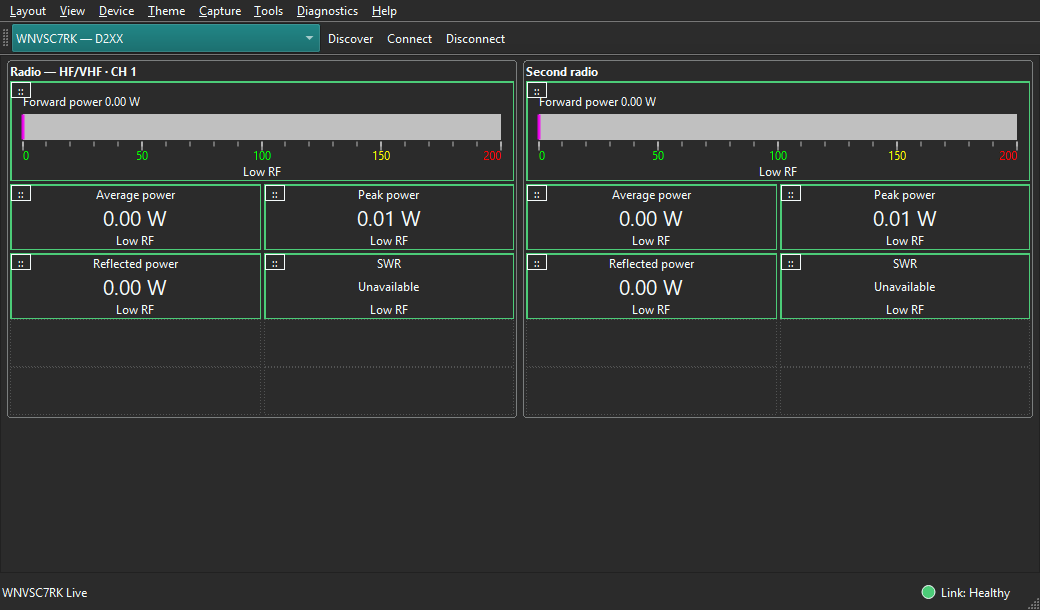 Layout View Device Theme Capture Tools Diagnostics Help
WNVSC7RK — D2XX Discover Connect Disconnect
Radio — HF/VHF · CH 1
::
Forward power 0.00 W
0 50 100 150 200
Low RF
::
Average power
0.00 W
Low RF
::
Peak power
0.01 W
Low RF
::
Reflected power
0.00 W
Low RF
::
SWR
Unavailable
Low RF
Second radio
::
Forward power 0.00 W
0 50 100 150 200
Low RF
::
Average power
0.00 W
Low RF
::
Peak power
0.01 W
Low RF
::
Reflected power
0.00 W
Low RF
::
SWR
Unavailable
Low RF
WNVSC7RK Live
Link: Healthy